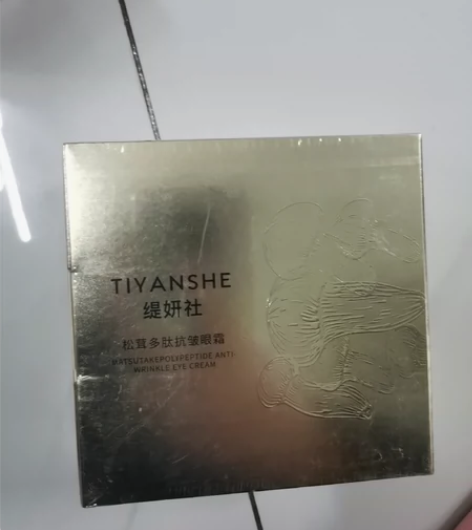 TIYANSHE
缇妍社
松茸多肽抗皱眼霜
MATSUTAKEPOLYPEPTIDE ANTI-
WRINKLE EYE CREAM